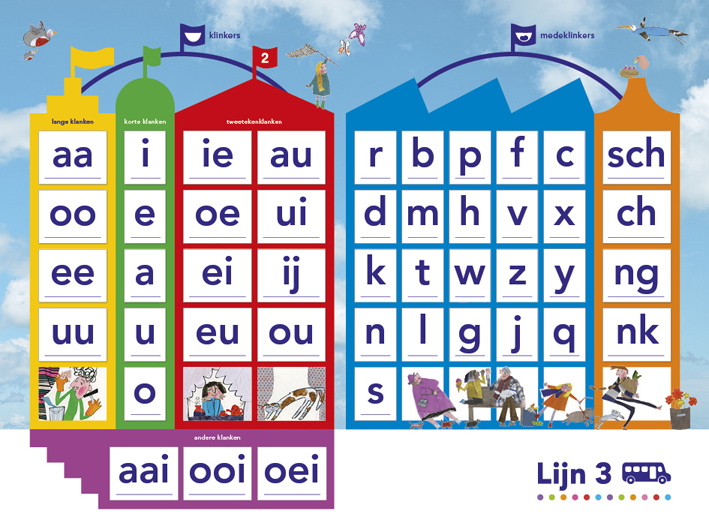 klinkers
medeklinkers
2
lange klanken korte klanken tweetekenklanken
aa i ie au r b p f c sch
oo e oe ui d m h v x ch
ee a ei ij k t w z y ng
uu u eu ou n l g j q nk
o s
andere klanken
aai ooi oei
Lijn 3